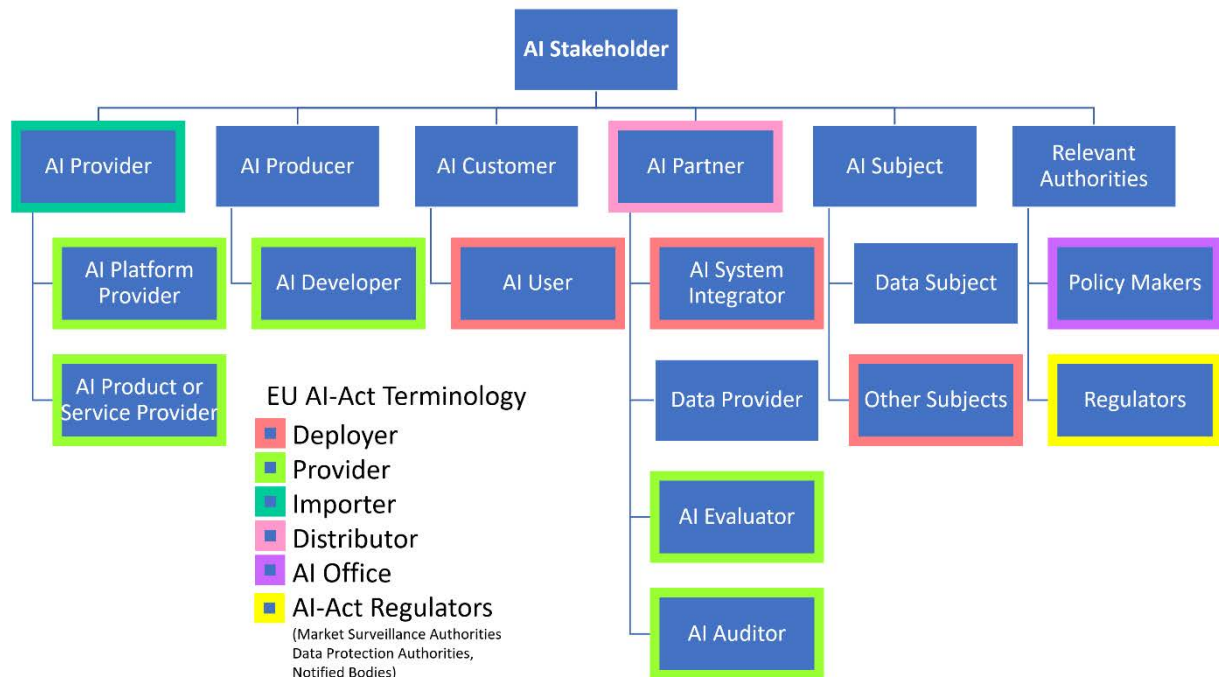 AI Stakeholder
AI Provider
AI Producer
AI Customer
AI Partner
AI Subject
Relevant
Authorities
AI Platform
Provider
AI Developer
AI User
AI System
Integrator
Data Subject
Policy Makers
AI Product or
Service Provider
Data Provider
Other Subjects
Regulators
AI Evaluator
AI Auditor
EU AI-Act Terminology
Deployer
Provider
Importer
Distributor
AI Office
AI-Act Regulators
(Market Surveillance Authorities
Data Protection Authorities,
Notified Bodies)